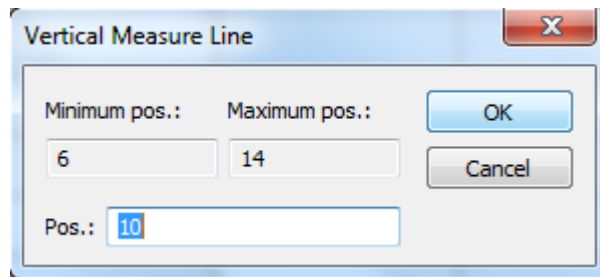 Vertical Measure Line
Minimum pos.: Maximum pos.: OK
6 14 Cancel
Pos.: 10